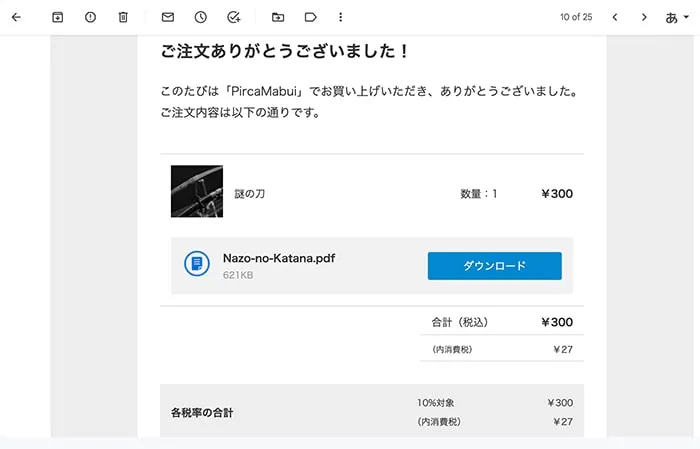 10 of 25
あ
ご注文ありがとうございました！
このたびは「PircaMabui」でお買い上げいただき、ありがとうございました。
ご注文内容は以下の通りです。
謎の刀 数量：1 ¥300
Nazo-no-Katana.pdf
621KB
ダウンロード
合計（税込） ¥300
(内消費税) ¥27
各税率の合計
10%対象 ¥300
(内消費税) ¥27